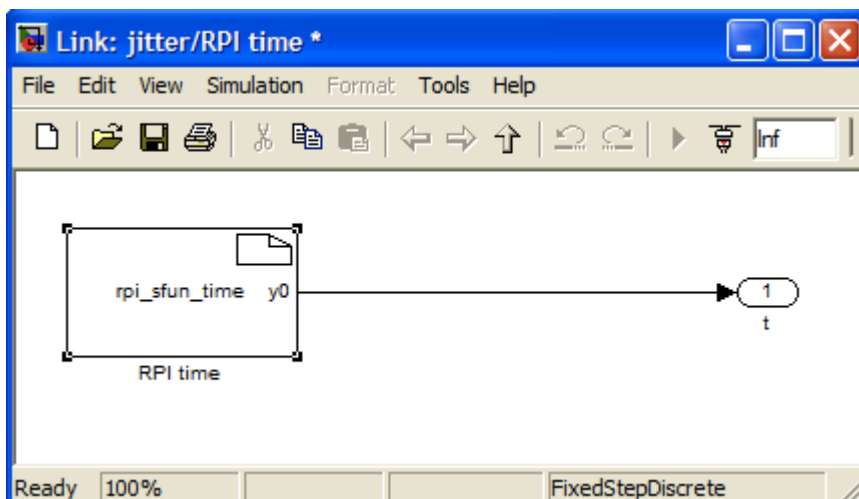 Link: jitter/RPI time *
File Edit View Simulation Format Tools Help
Inf
rpi_sfun_time y0
1
t
RPI time
Ready 100% FixedStepDiscrete